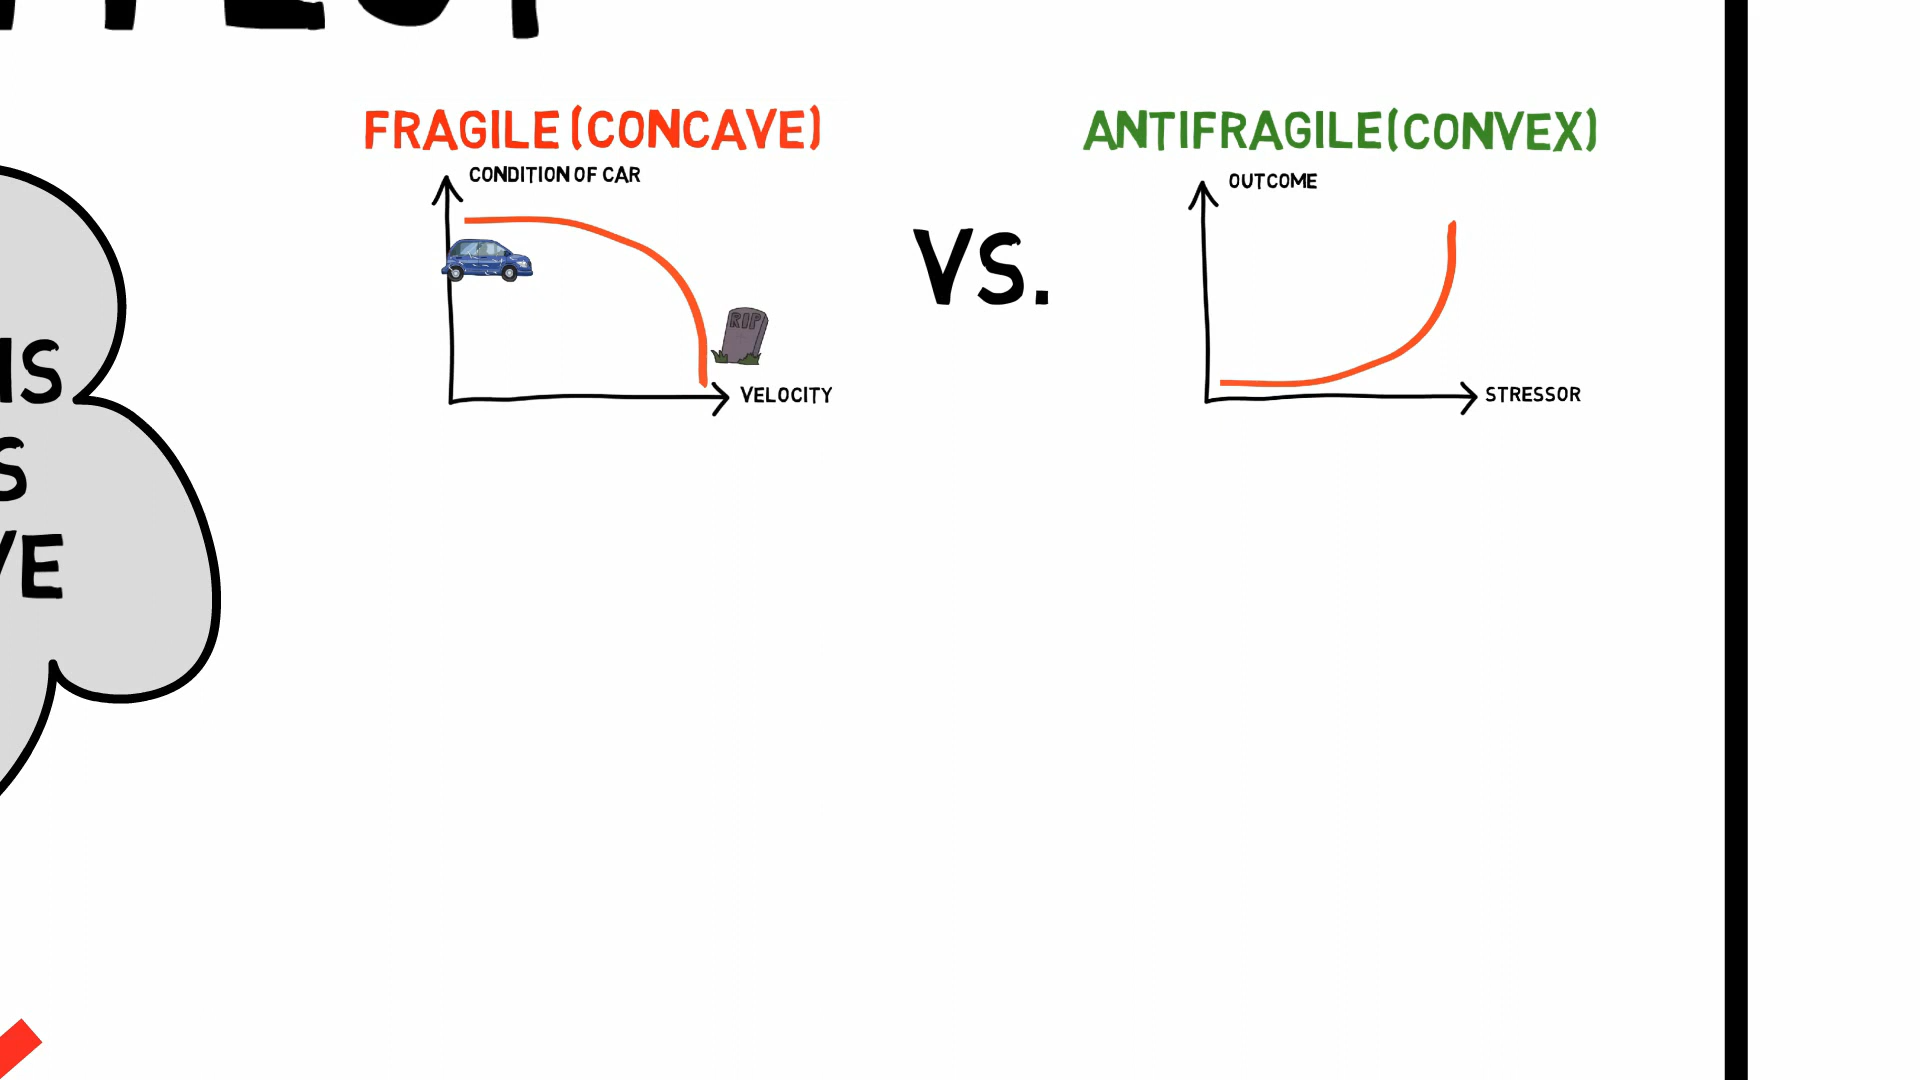 FRAGILE (CONCAVE)
CONDITION OF CAR
RIP
VELOCITY
VS.
ANTIFRAGILE (CONVEX)
OUTCOME
STRESSOR